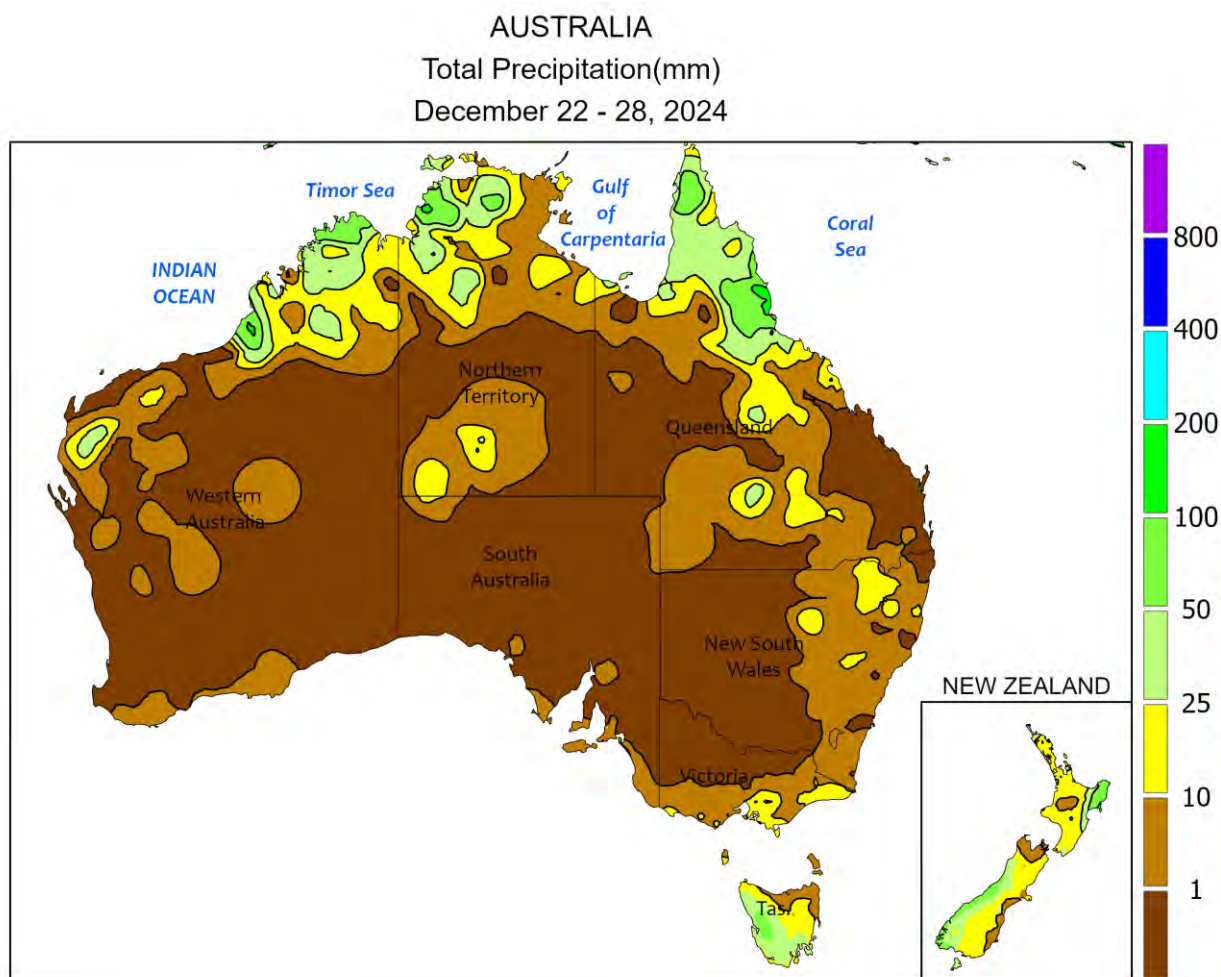 AUSTRALIA
Total Precipitation(mm)
December 22 - 28, 2024
Timor Sea
Gulf
of
Carpentaria
Coral
Sea
INDIAN
OCEAN
Northern
Territory
Queensland
Western
Australia
South
Australia
New South
Wales
Victoria
Tas.
NEW ZEALAND
800
400
200
100
50
25
10
1